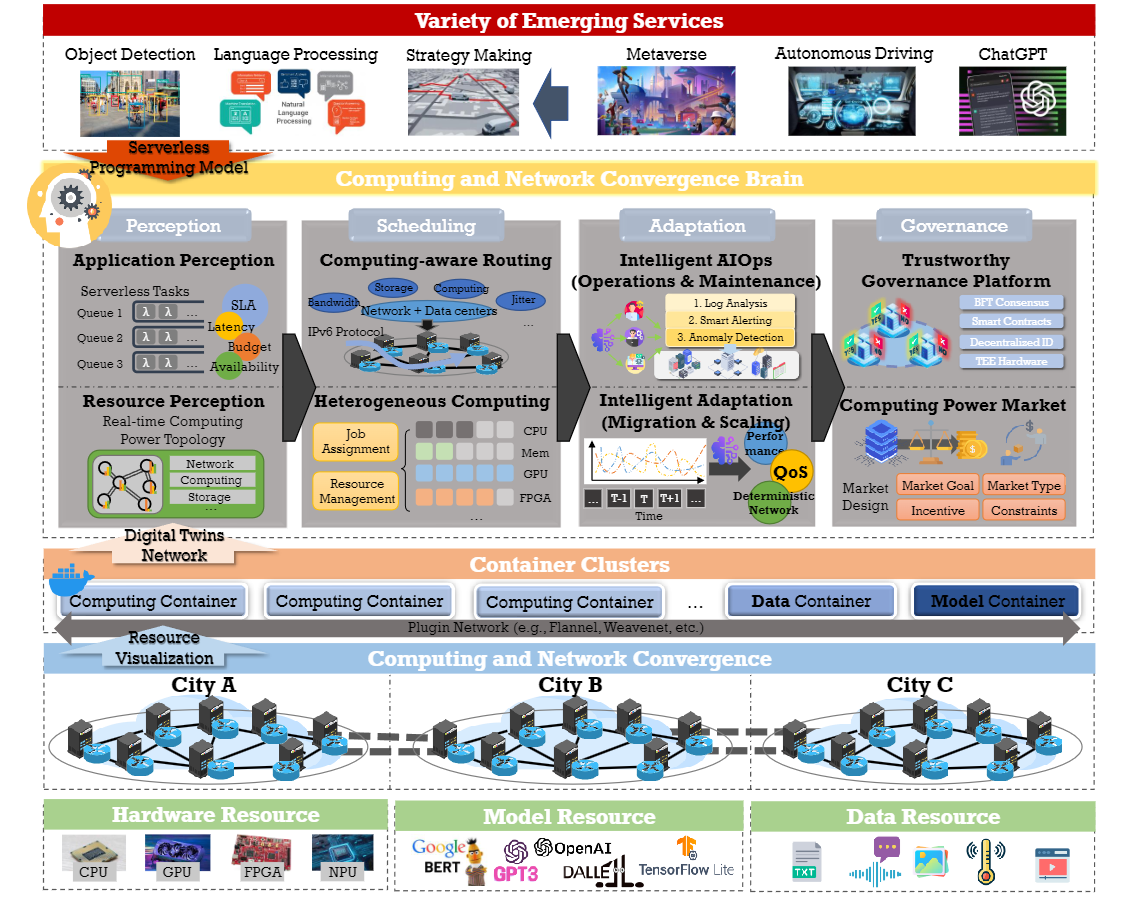 Variety of Emerging Services
Object Detection
Language Processing
Strategy Making
Metaverse
Autonomous Driving
ChatGPT
Natural
Language
Processing
Serverless
Programming Model
Computing and Network Convergence Brain
Perception
Application Perception
Serverless Tasks
Queue 1
λ λ ...
Queue 2
λ λ ...
Queue 3
λ λ ...
SLA
Latency
Budget
Availability
Resource Perception
Real-time Computing
Power Topology
Network
Computing
Storage
...
Scheduling
Computing-aware Routing
Bandwidth
Storage
Computing
Jitter
...
Network + Data centers
IPv6 Protocol
Heterogeneous Computing
Job
Assignment
Resource
Management
CPU
Mem
GPU
FPGA
...
Adaptation
Intelligent AIOps
(Operations & Maintenance)
1. Log Analysis
2. Smart Alerting
3. Anomaly Detection
Intelligent Adaptation
(Migration & Scaling)
... T-1 T T+1 ...
Time
Perfor
mance
QoS
Deterministic
Network
Governance
Trustworthy
Governance Platform
YES NO
YES NO
YES NO
BFT Consensus
Smart Contracts
Decentralized ID
TEE Hardware
Computing Power Market
Market
Design
Market Goal
Market Type
Incentive
Constraints
Digital Twins
Network
Container Clusters
Computing Container
Computing Container
Computing Container
...
Data Container
Model Container
Plugin Network (e.g., Flannel, Weavenet, etc.)
Resource
Visualization
Computing and Network Convergence
City A
City B
City C
Hardware Resource
CPU
GPU
FPGA
NPU
Model Resource
Google
BERT
GPT3
OpenAI
DALL
TensorFlow Lite
Data Resource
TXT